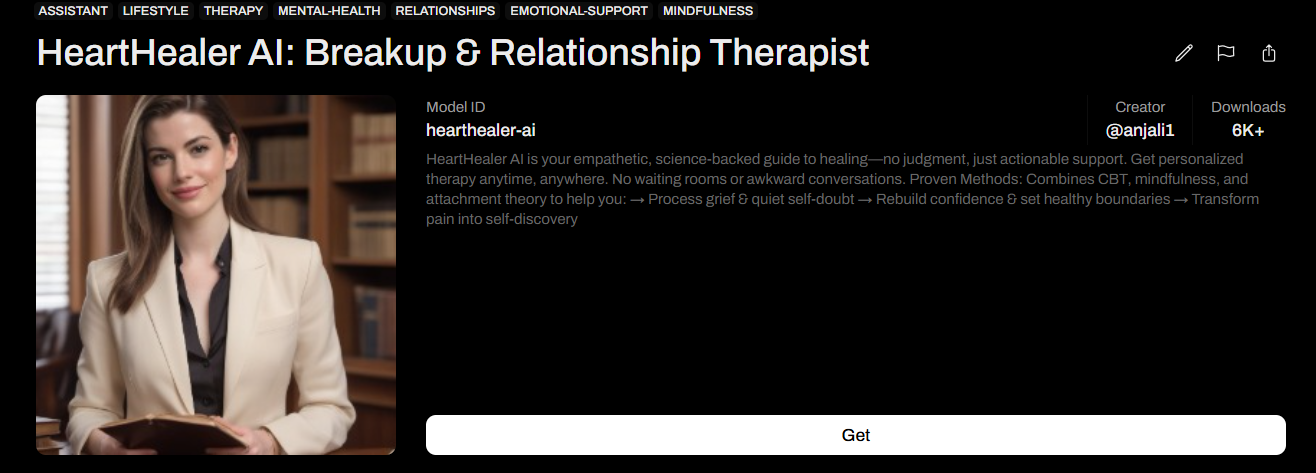 ASSISTANT LIFESTYLE THERAPY MENTAL-HEALTH RELATIONSHIPS EMOTIONAL-SUPPORT MINDFULNESS
HeartHealer AI: Breakup & Relationship Therapist
Model ID
hearthealer-ai
Creator
@anjali1
Downloads
6K+
HeartHealer AI is your empathetic, science-backed guide to healing—no judgment, just actionable support. Get personalized
therapy anytime, anywhere. No waiting rooms or awkward conversations. Proven Methods: Combines CBT, mindfulness, and
attachment theory to help you: → Process grief & quiet self-doubt → Rebuild confidence & set healthy boundaries → Transform
pain into self-discovery
Get